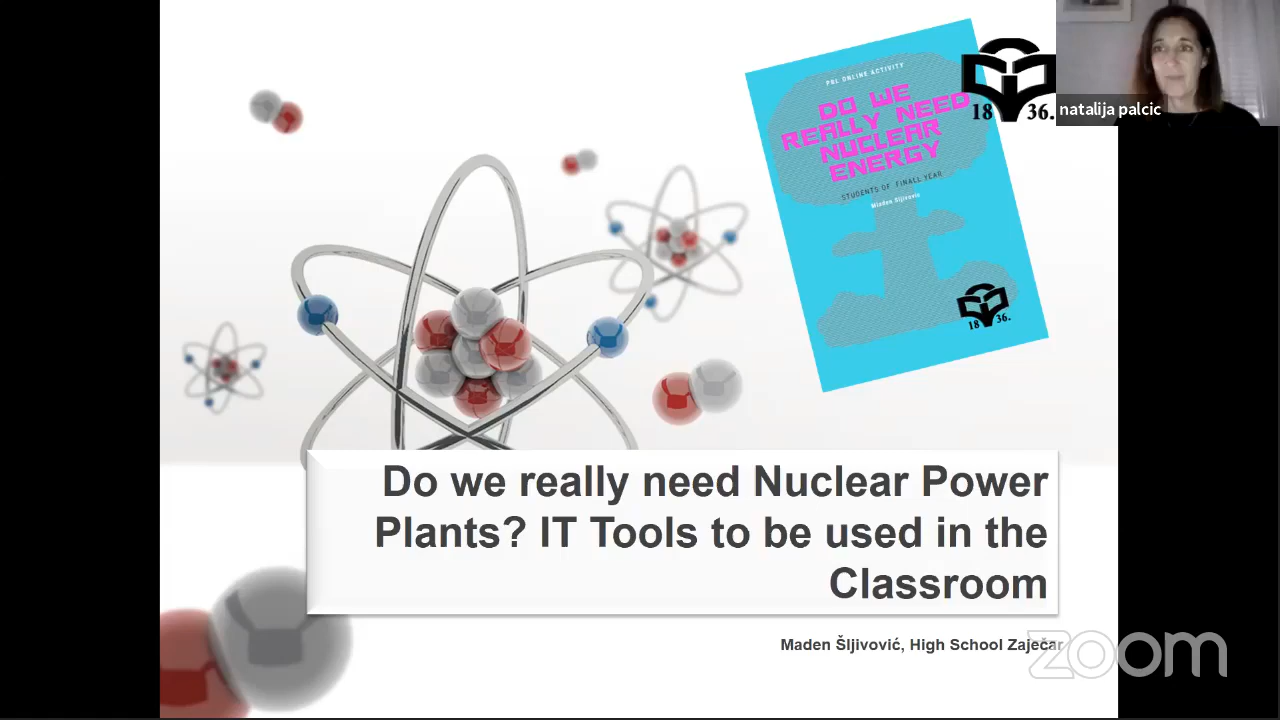 PBL ONLINE ACTIVITY
DO WE
REALLY NEED
NUCLEAR
ENERGY
STUDENTS OF FINALL YEAR
Mladen Sljivovic
18 36.
18 36.
natalija palcic
Do we really need Nuclear Power
Plants? IT Tools to be used in the
Classroom
Maden Šljivović, High School Zaječar
zoom